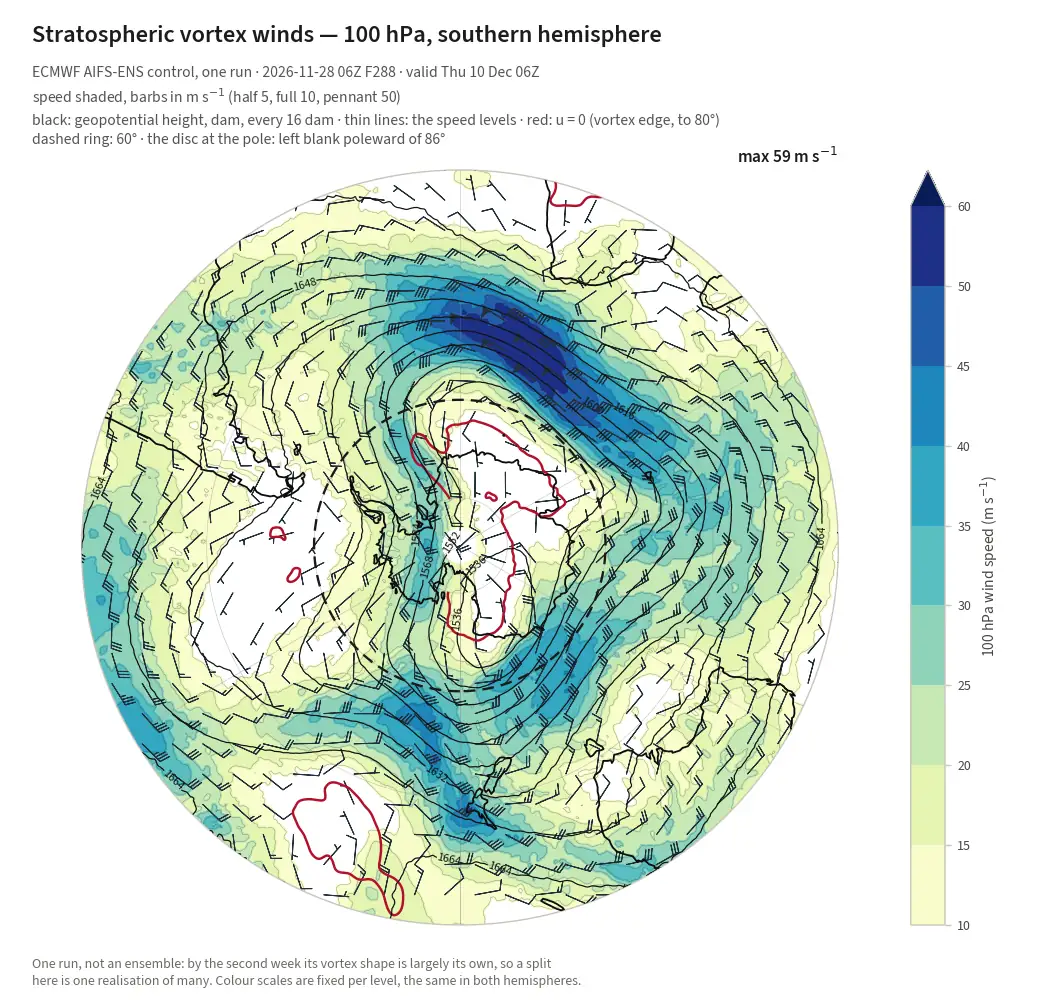 Stratospheric vortex winds — 100 hPa, southern hemisphere
ECMWF AIFS-ENS control, one run · 2026-11-28 06Z F288 · valid Thu 10 Dec 06Z
speed shaded, barbs in m s⁻¹ (half 5, full 10, pennant 50)
black: geopotential height, dam, every 16 dam · thin lines: the speed levels · red: u = 0 (vortex edge, to 80°)
dashed ring: 60° · the disc at the pole: left blank poleward of 86°
max 59 m s⁻¹
60
50
45
40
35
30
25
20
15
10
100 hPa wind speed (m s⁻¹)
1648
1616
1664
1664
1552
1568
1536
1536
1632
1664
1664
One run, not an ensemble: by the second week its vortex shape is largely its own, so a split
here is one realisation of many. Colour scales are fixed per level, the same in both hemispheres.